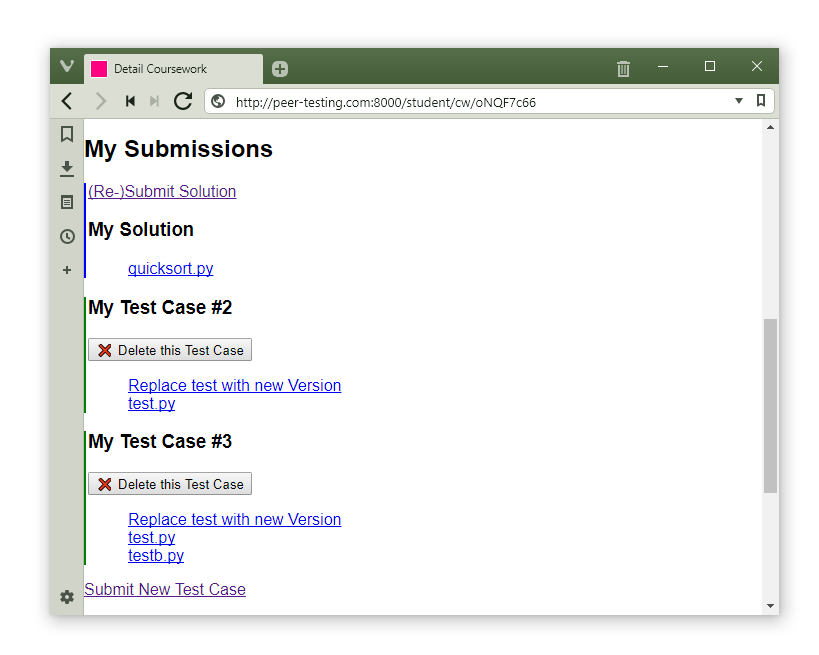 Detail Coursework
http://peer-testing.com:8000/student/cw/oNQF7c66
My Submissions
(Re-)Submit Solution
My Solution
quicksort.py
My Test Case #2
Delete this Test Case
Replace test with new Version
test.py
My Test Case #3
Delete this Test Case
Replace test with new Version
test.py
testb.py
Submit New Test Case